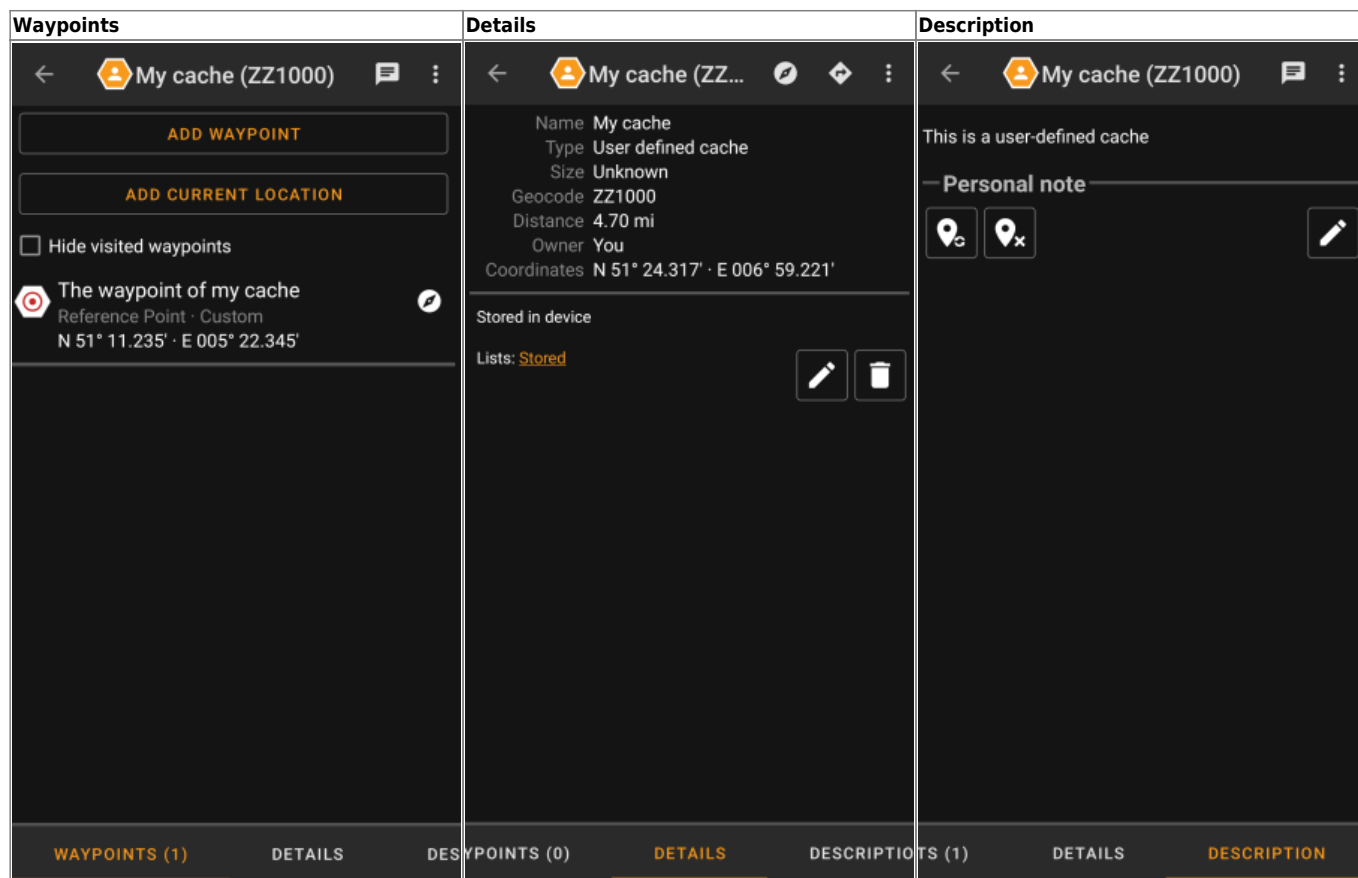 Waypoints
My cache (ZZ1000)
ADD WAYPOINT
ADD CURRENT LOCATION
Hide visited waypoints
The waypoint of my cache
Reference Point · Custom
N 51° 11.235' · E 005° 22.345'
WAYPOINTS (1) DETAILS DES
Details
My cache (ZZ...
Name My cache
Type User defined cache
Size Unknown
Geocode ZZ1000
Distance 4.70 mi
Owner You
Coordinates N 51° 24.317' · E 006° 59.221'
Stored in device
Lists: Stored
YPOINTS (0) DETAILS DESCRIPTIO
Description
My cache (ZZ1000)
This is a user-defined cache
Personal note
TS (1) DETAILS DESCRIPTION